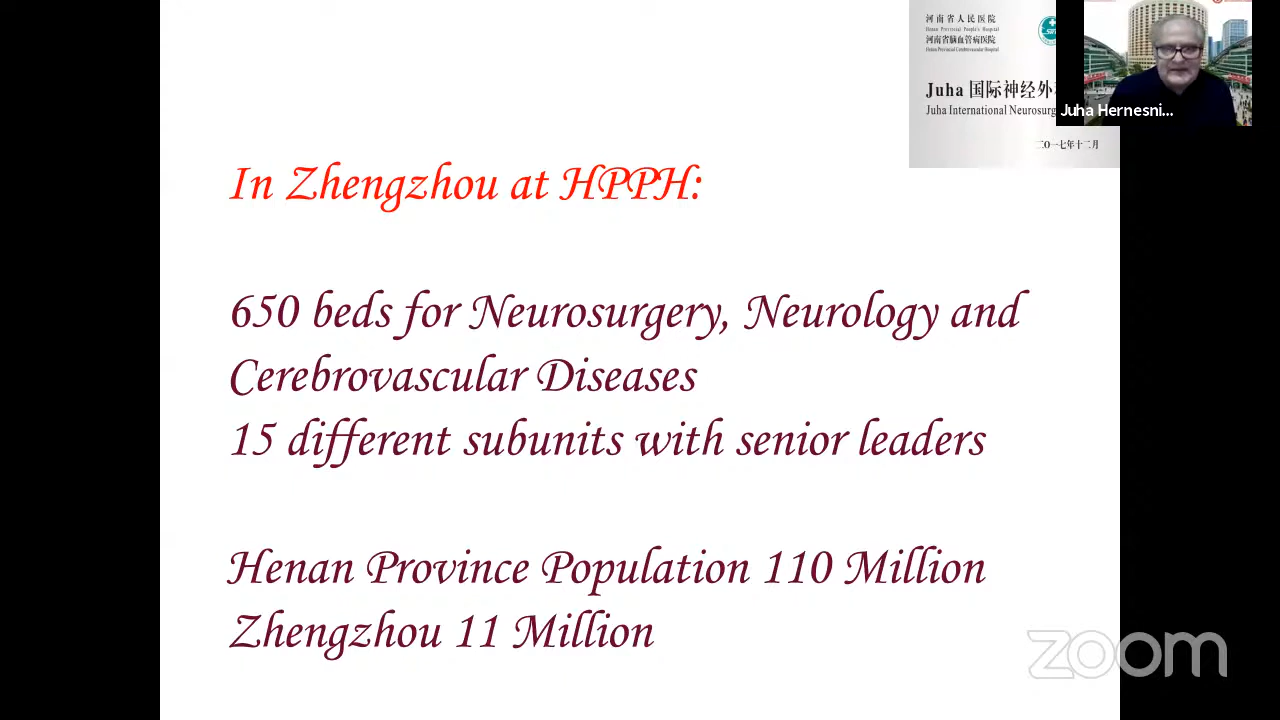 河南省人民医院
Henan Provincial People's Hospital
河南省脑血管病医院
Henan Provincial Cerebrovascular Hospital
Juha 国际神经外
Juha International Neurosurg
二〇一七年十二月
Juha Hernesni...
In Zhengzhou at HPPH:
650 beds for Neurosurgery, Neurology and
Cerebrovascular Diseases
15 different subunits with senior leaders
Henan Province Population 110 Million
Zhengzhou 11 Million
zoom